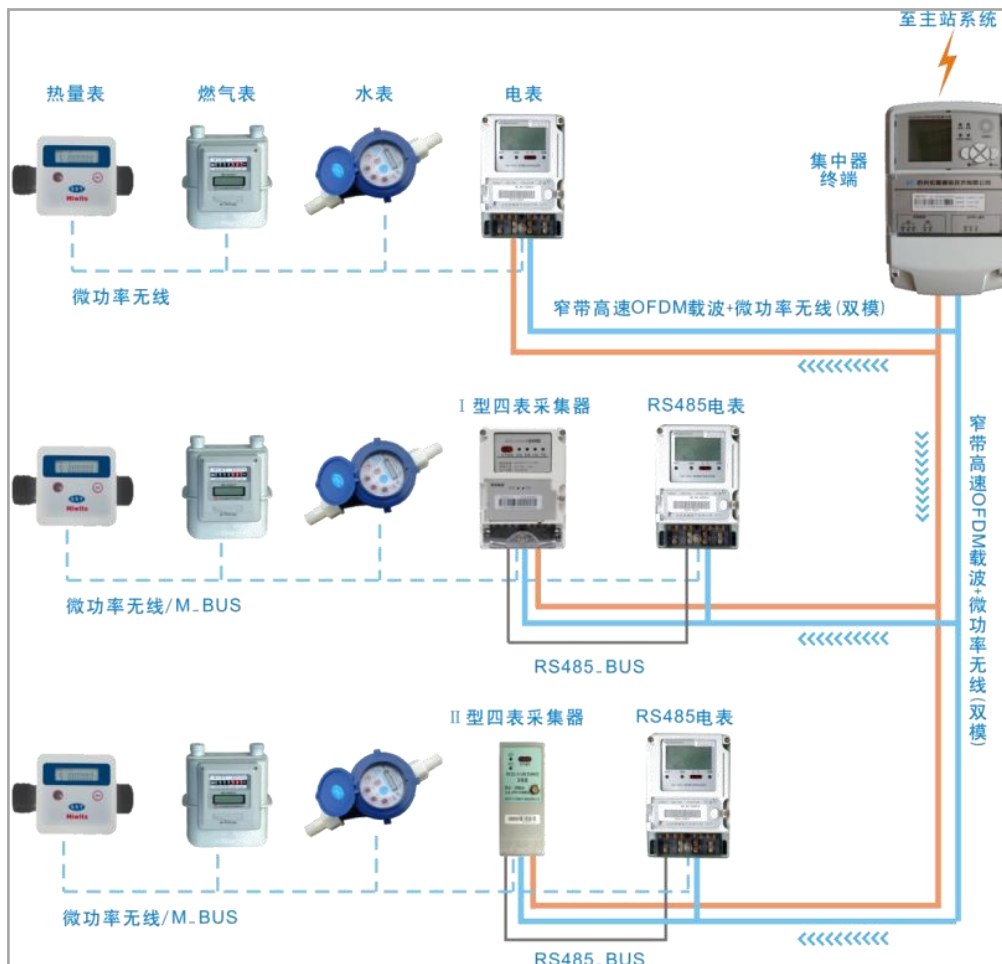 至主站系统
热量表
燃气表
水表
电表
集中器
终端
Hiwits
微功率无线
窄带高速OFDM载波+微功率无线(双模)
Ⅰ型四表采集器
RS485电表
窄带高速OFDM载波+微功率无线(双模)
Hiwits
微功率无线/M_BUS
RS485_BUS
Ⅱ型四表采集器
RS485电表
Hiwits
微功率无线/M_BUS
RS485_BUS